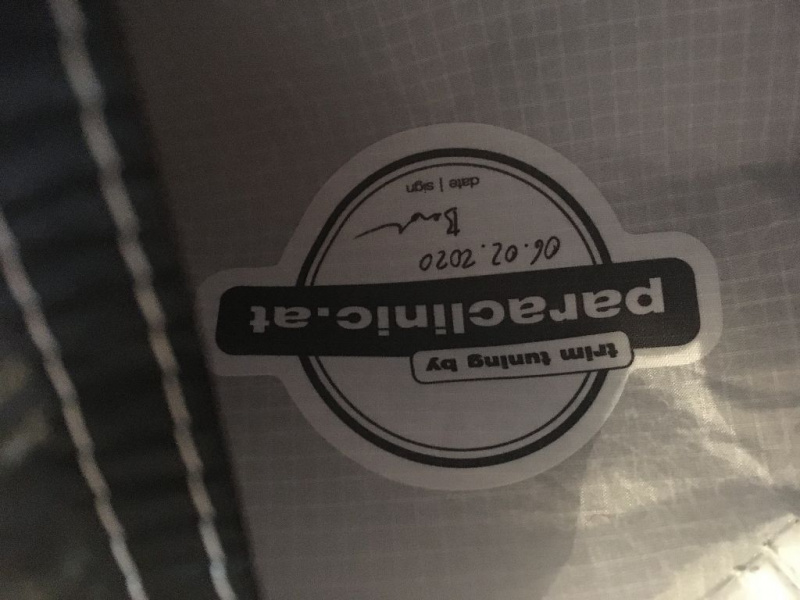 trim tuning by
paraclinic.at
06.02.2020
date | sign